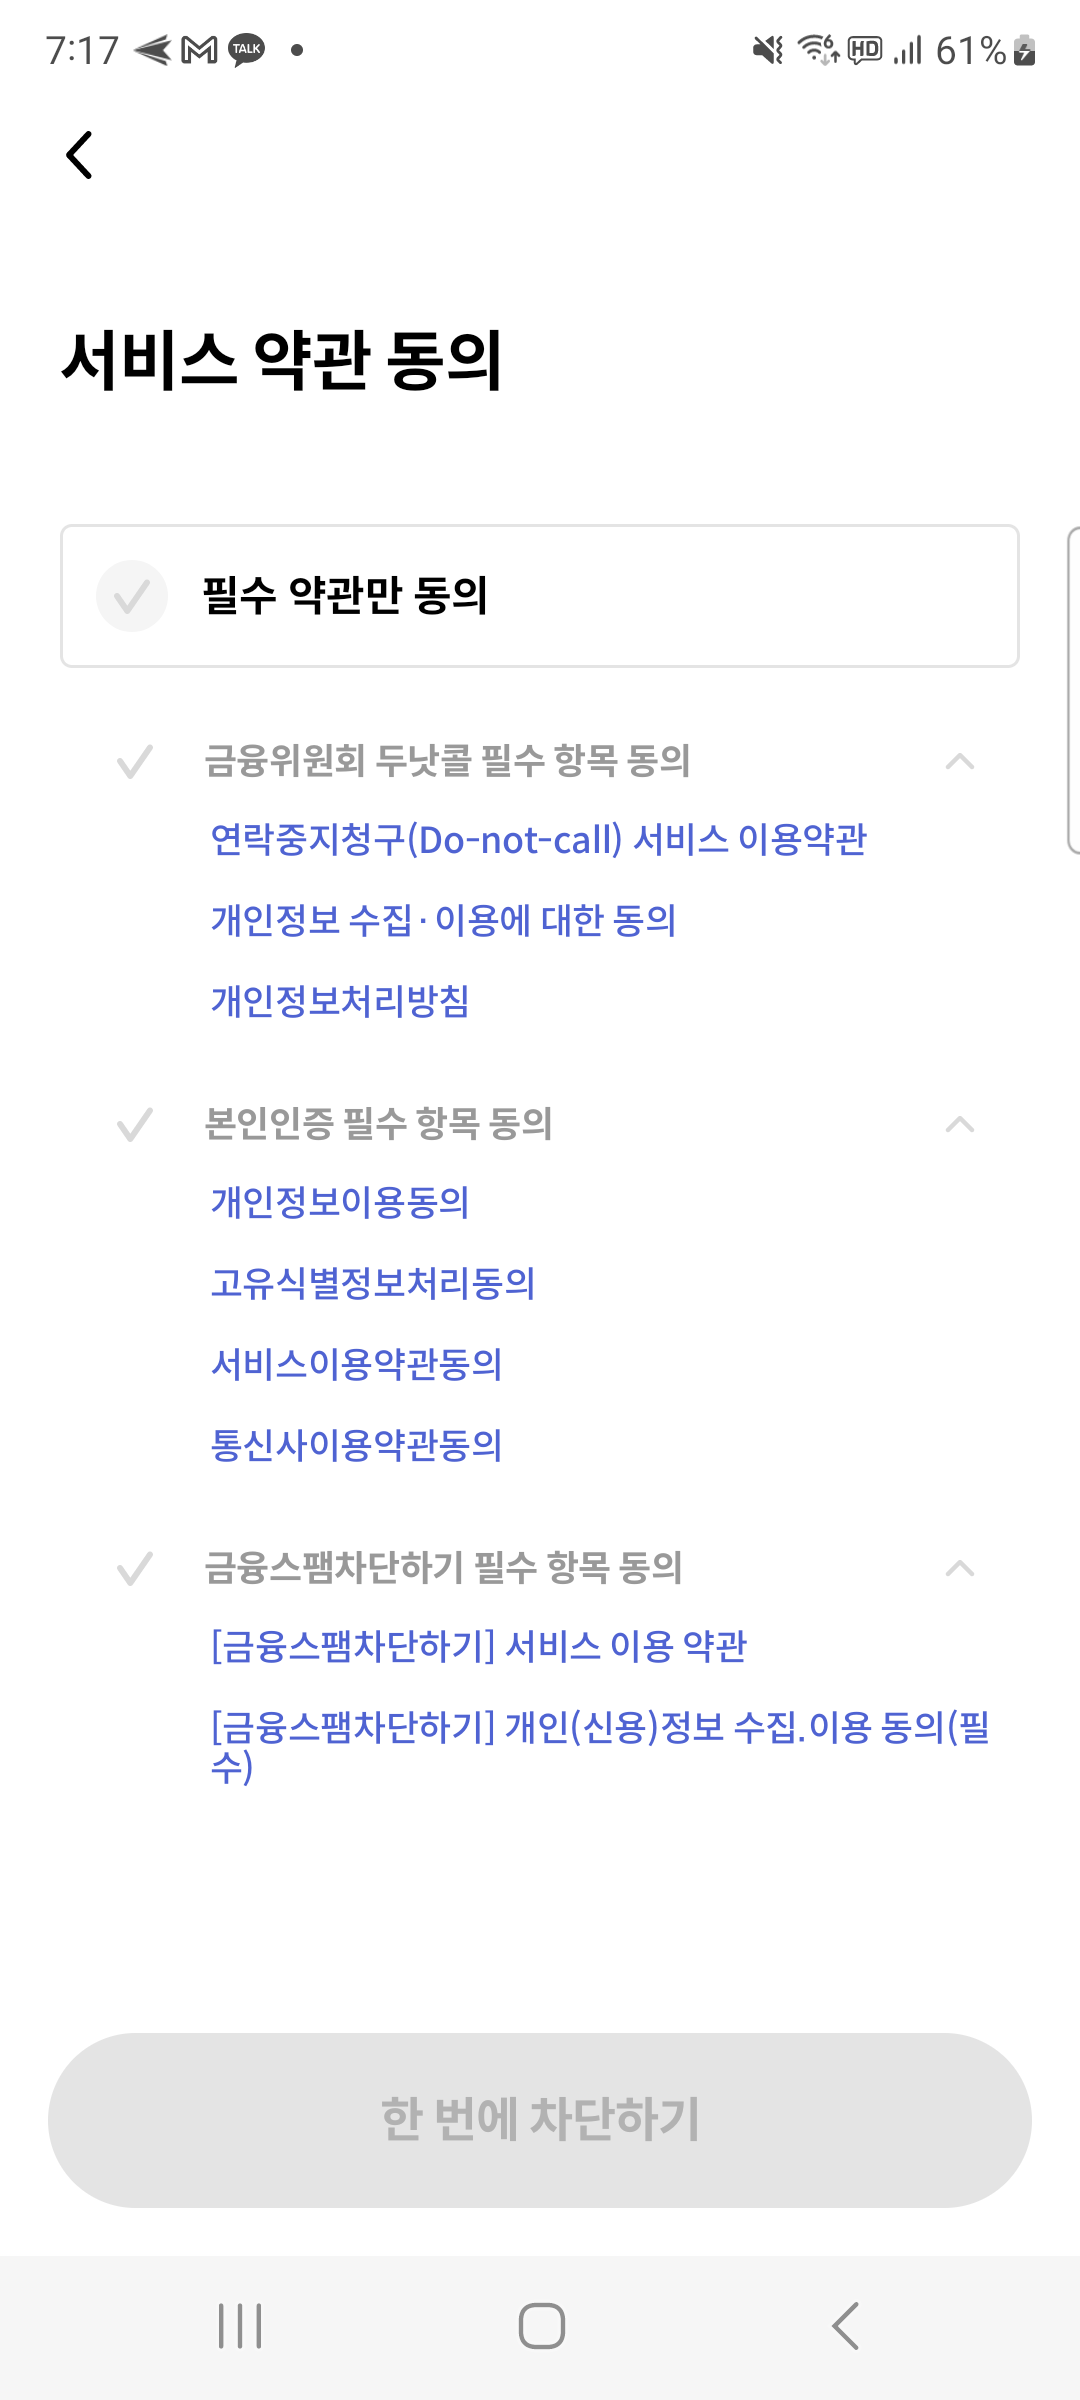 7:17 TALK HD 61%
서비스 약관 동의
필수 약관만 동의
금융위원회 두낫콜 필수 항목 동의
연락중지청구(Do-not-call) 서비스 이용약관
개인정보 수집·이용에 대한 동의
개인정보처리방침
본인인증 필수 항목 동의
개인정보이용동의
고유식별정보처리동의
서비스이용약관동의
통신사이용약관동의
금융스팸차단하기 필수 항목 동의
[금융스팸차단하기] 서비스 이용 약관
[금융스팸차단하기] 개인(신용)정보 수집.이용 동의(필
수)
한 번에 차단하기